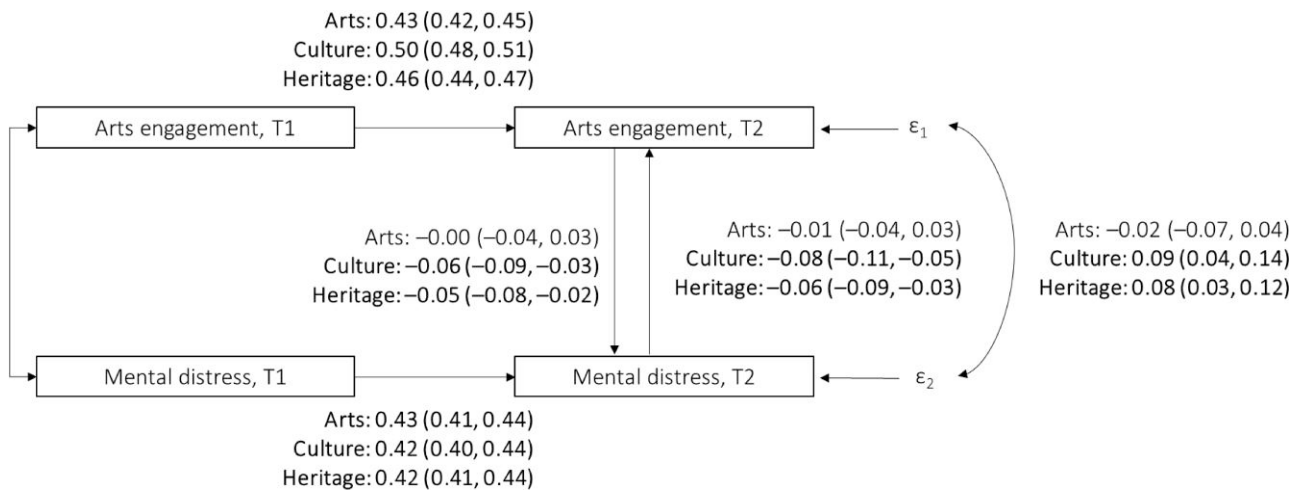 Arts: 0.43 (0.42, 0.45)
Culture: 0.50 (0.48, 0.51)
Heritage: 0.46 (0.44, 0.47)
Arts engagement, T1
Arts engagement, T2
ε₁
Arts: –0.00 (–0.04, 0.03)
Culture: –0.06 (–0.09, –0.03)
Heritage: –0.05 (–0.08, –0.02)
Arts: –0.01 (–0.04, 0.03)
Culture: –0.08 (–0.11, –0.05)
Heritage: –0.06 (–0.09, –0.03)
Arts: –0.02 (–0.07, 0.04)
Culture: 0.09 (0.04, 0.14)
Heritage: 0.08 (0.03, 0.12)
Mental distress, T1
Mental distress, T2
ε₂
Arts: 0.43 (0.41, 0.44)
Culture: 0.42 (0.40, 0.44)
Heritage: 0.42 (0.41, 0.44)